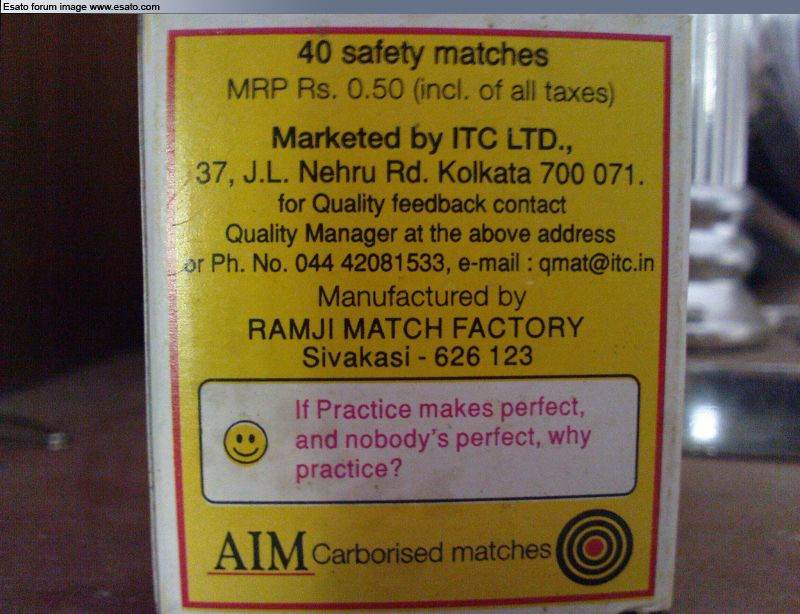 Esato forum image www.esato.com
40 safety matches
MRP Rs. 0.50 (incl. of all taxes)
Marketed by ITC LTD.,
37, J.L. Nehru Rd. Kolkata 700 071.
for Quality feedback contact
Quality Manager at the above address
or Ph. No. 044 42081533, e-mail : qmat@itc.in
Manufactured by
RAMJI MATCH FACTORY
Sivakasi - 626 123
If Practice makes perfect,
and nobody's perfect, why
practice?
AIM Carborised matches